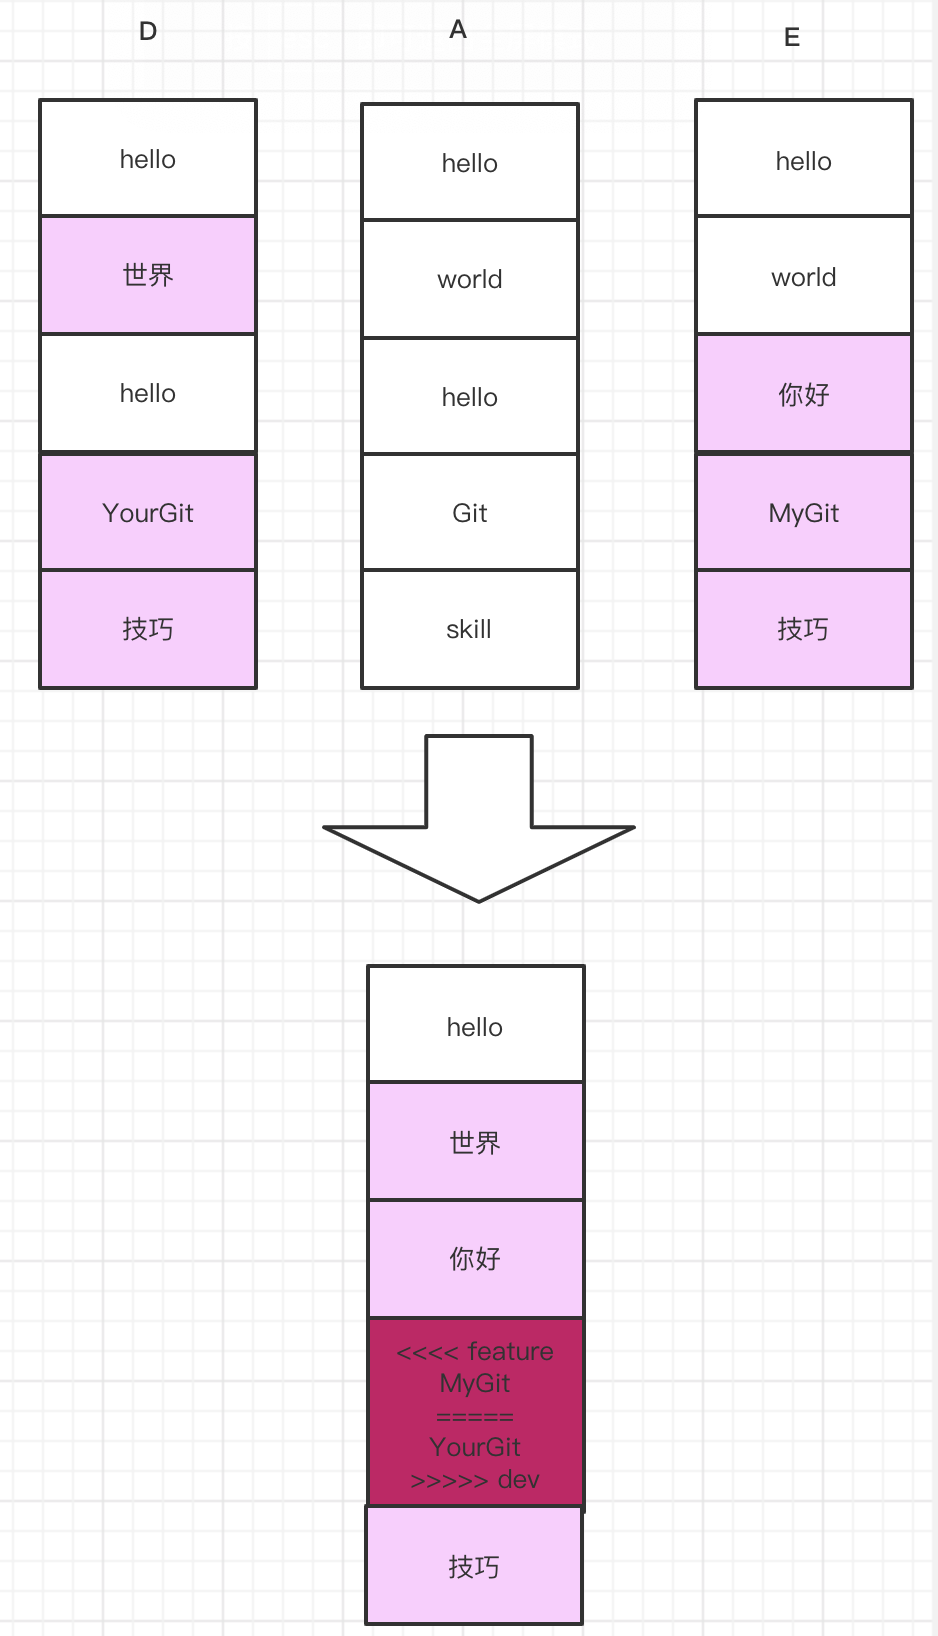 D
A
E
hello
世界
hello
YourGit
技巧
hello
world
hello
Git
skill
hello
world
你好
MyGit
技巧
hello
世界
你好
<<<< feature
MyGit
=====
YourGit
>>>>> dev
技巧